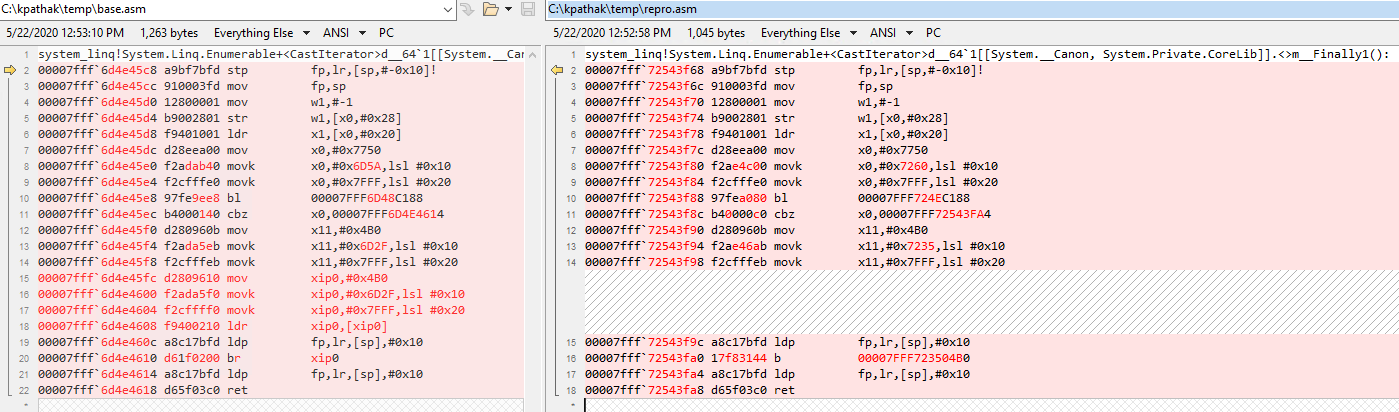 C:\kpathak\temp\base.asm
5/22/2020 12:53:10 PM 1,263 bytes Everything Else ANSI PC
1 system_linq!System.Linq.Enumerable+<CastIterator>d__64`1[[System.__Can
2 00007fff`6d4e45c8 a9bf7bfd stp fp,lr,[sp,#-0x10]!
3 00007fff`6d4e45cc 910003fd mov fp,sp
4 00007fff`6d4e45d0 12800001 mov w1,#-1
5 00007fff`6d4e45d4 b9002801 str w1,[x0,#0x28]
6 00007fff`6d4e45d8 f9401001 ldr x1,[x0,#0x20]
7 00007fff`6d4e45dc d28eea00 mov x0,#0x7750
8 00007fff`6d4e45e0 f2adab40 movk x0,#0x6D5A,lsl #0x10
9 00007fff`6d4e45e4 f2cfffe0 movk x0,#0x7FFF,lsl #0x20
10 00007fff`6d4e45e8 97fe9ee8 bl 00007FFF6D48C188
11 00007fff`6d4e45ec b4000140 cbz x0,00007FFF6D4E4614
12 00007fff`6d4e45f0 d280960b mov x11,#0x4B0
13 00007fff`6d4e45f4 f2ada5eb movk x11,#0x6D2F,lsl #0x10
14 00007fff`6d4e45f8 f2cfffeb movk x11,#0x7FFF,lsl #0x20
15 00007fff`6d4e45fc d2809610 mov xip0,#0x4B0
16 00007fff`6d4e4600 f2ada5f0 movk xip0,#0x6D2F,lsl #0x10
17 00007fff`6d4e4604 f2cffff0 movk xip0,#0x7FFF,lsl #0x20
18 00007fff`6d4e4608 f9400210 ldr xip0,[xip0]
19 00007fff`6d4e460c a8c17bfd ldp fp,lr,[sp],#0x10
20 00007fff`6d4e4610 d61f0200 br xip0
21 00007fff`6d4e4614 a8c17bfd ldp fp,lr,[sp],#0x10
22 00007fff`6d4e4618 d65f03c0 ret
C:\kpathak\temp\repro.asm
5/22/2020 12:52:58 PM 1,045 bytes Everything Else ANSI PC
1 system_linq!System.Linq.Enumerable+<CastIterator>d__64`1[[System.__Canon, System.Private.CoreLib]].<>m__Finally1():
2 00007fff`72543f68 a9bf7bfd stp fp,lr,[sp,#-0x10]!
3 00007fff`72543f6c 910003fd mov fp,sp
4 00007fff`72543f70 12800001 mov w1,#-1
5 00007fff`72543f74 b9002801 str w1,[x0,#0x28]
6 00007fff`72543f78 f9401001 ldr x1,[x0,#0x20]
7 00007fff`72543f7c d28eea00 mov x0,#0x7750
8 00007fff`72543f80 f2ae4c00 movk x0,#0x7260,lsl #0x10
9 00007fff`72543f84 f2cfffe0 movk x0,#0x7FFF,lsl #0x20
10 00007fff`72543f88 97fea080 bl 00007FFF724EC188
11 00007fff`72543f8c b40000c0 cbz x0,00007FFF72543FA4
12 00007fff`72543f90 d280960b mov x11,#0x4B0
13 00007fff`72543f94 f2ae46ab movk x11,#0x7235,lsl #0x10
14 00007fff`72543f98 f2cfffeb movk x11,#0x7FFF,lsl #0x20
15 00007fff`72543f9c a8c17bfd ldp fp,lr,[sp],#0x10
16 00007fff`72543fa0 17f83144 b 00007FFF723504B0
17 00007fff`72543fa4 a8c17bfd ldp fp,lr,[sp],#0x10
18 00007fff`72543fa8 d65f03c0 ret